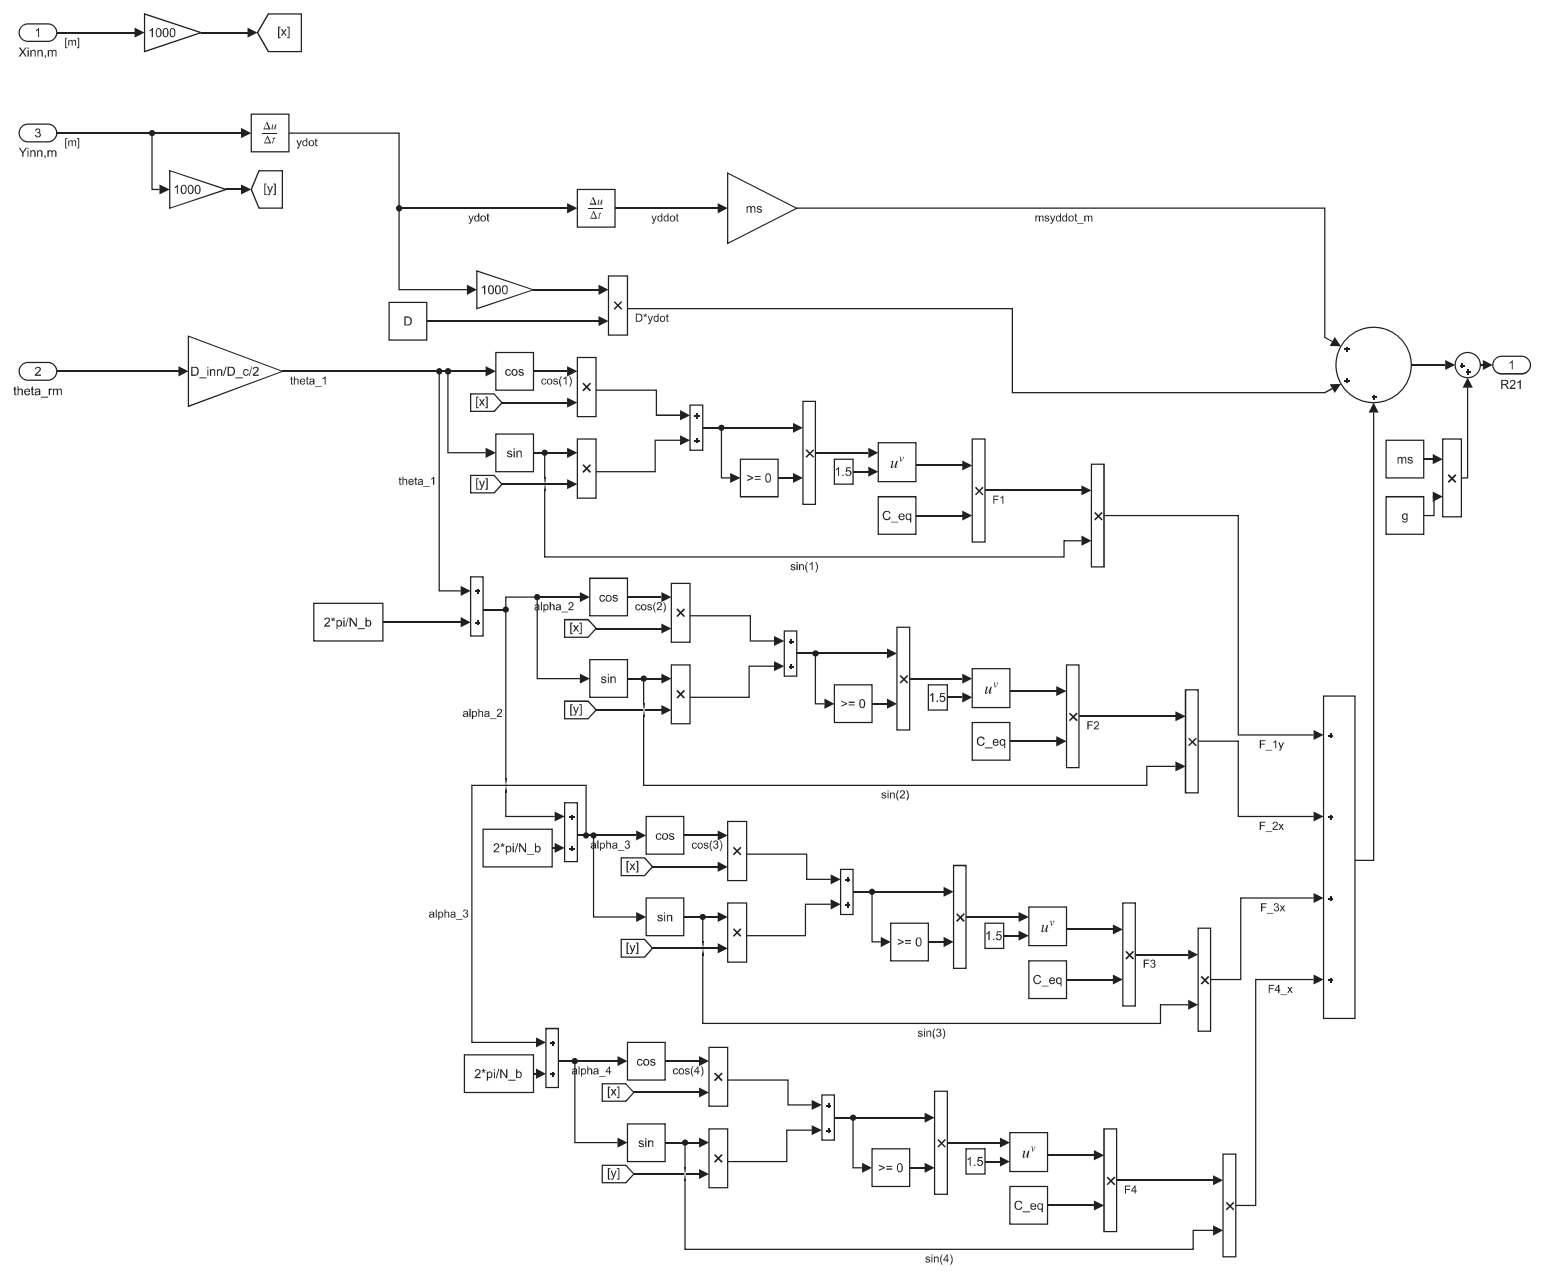 1
Xinn,m
[m]
1000
[x]
3
Yinn,m
[m]
Δu
Δt
ydot
1000
[y]
ydot
Δu
Δt
yddot
ms
msyddot_m
1000
D
×
D*ydot
2
theta_rm
D_inn/D_c/2
theta_1
cos
cos(1)
[x]
×
+
+
sin
[y]
×
>= 0
×
1.5
u^v
C_eq
×
F1
×
sin(1)
theta_1
+
+
+
+
+
1
R21
ms
g
×
2*pi/N_b
+
+
alpha_2
cos
cos(2)
[x]
×
+
+
sin
[y]
×
>= 0
×
1.5
u^v
C_eq
×
F2
×
sin(2)
alpha_2
F_1y
+
F_2x
+
F_3x
+
F4_x
+
2*pi/N_b
+
+
alpha_3
cos
cos(3)
[x]
×
+
+
sin
[y]
×
>= 0
×
1.5
u^v
C_eq
×
F3
×
sin(3)
alpha_3
2*pi/N_b
+
+
alpha_4
cos
cos(4)
[x]
×
+
+
sin
[y]
×
>= 0
×
1.5
u^v
C_eq
×
F4
×
sin(4)